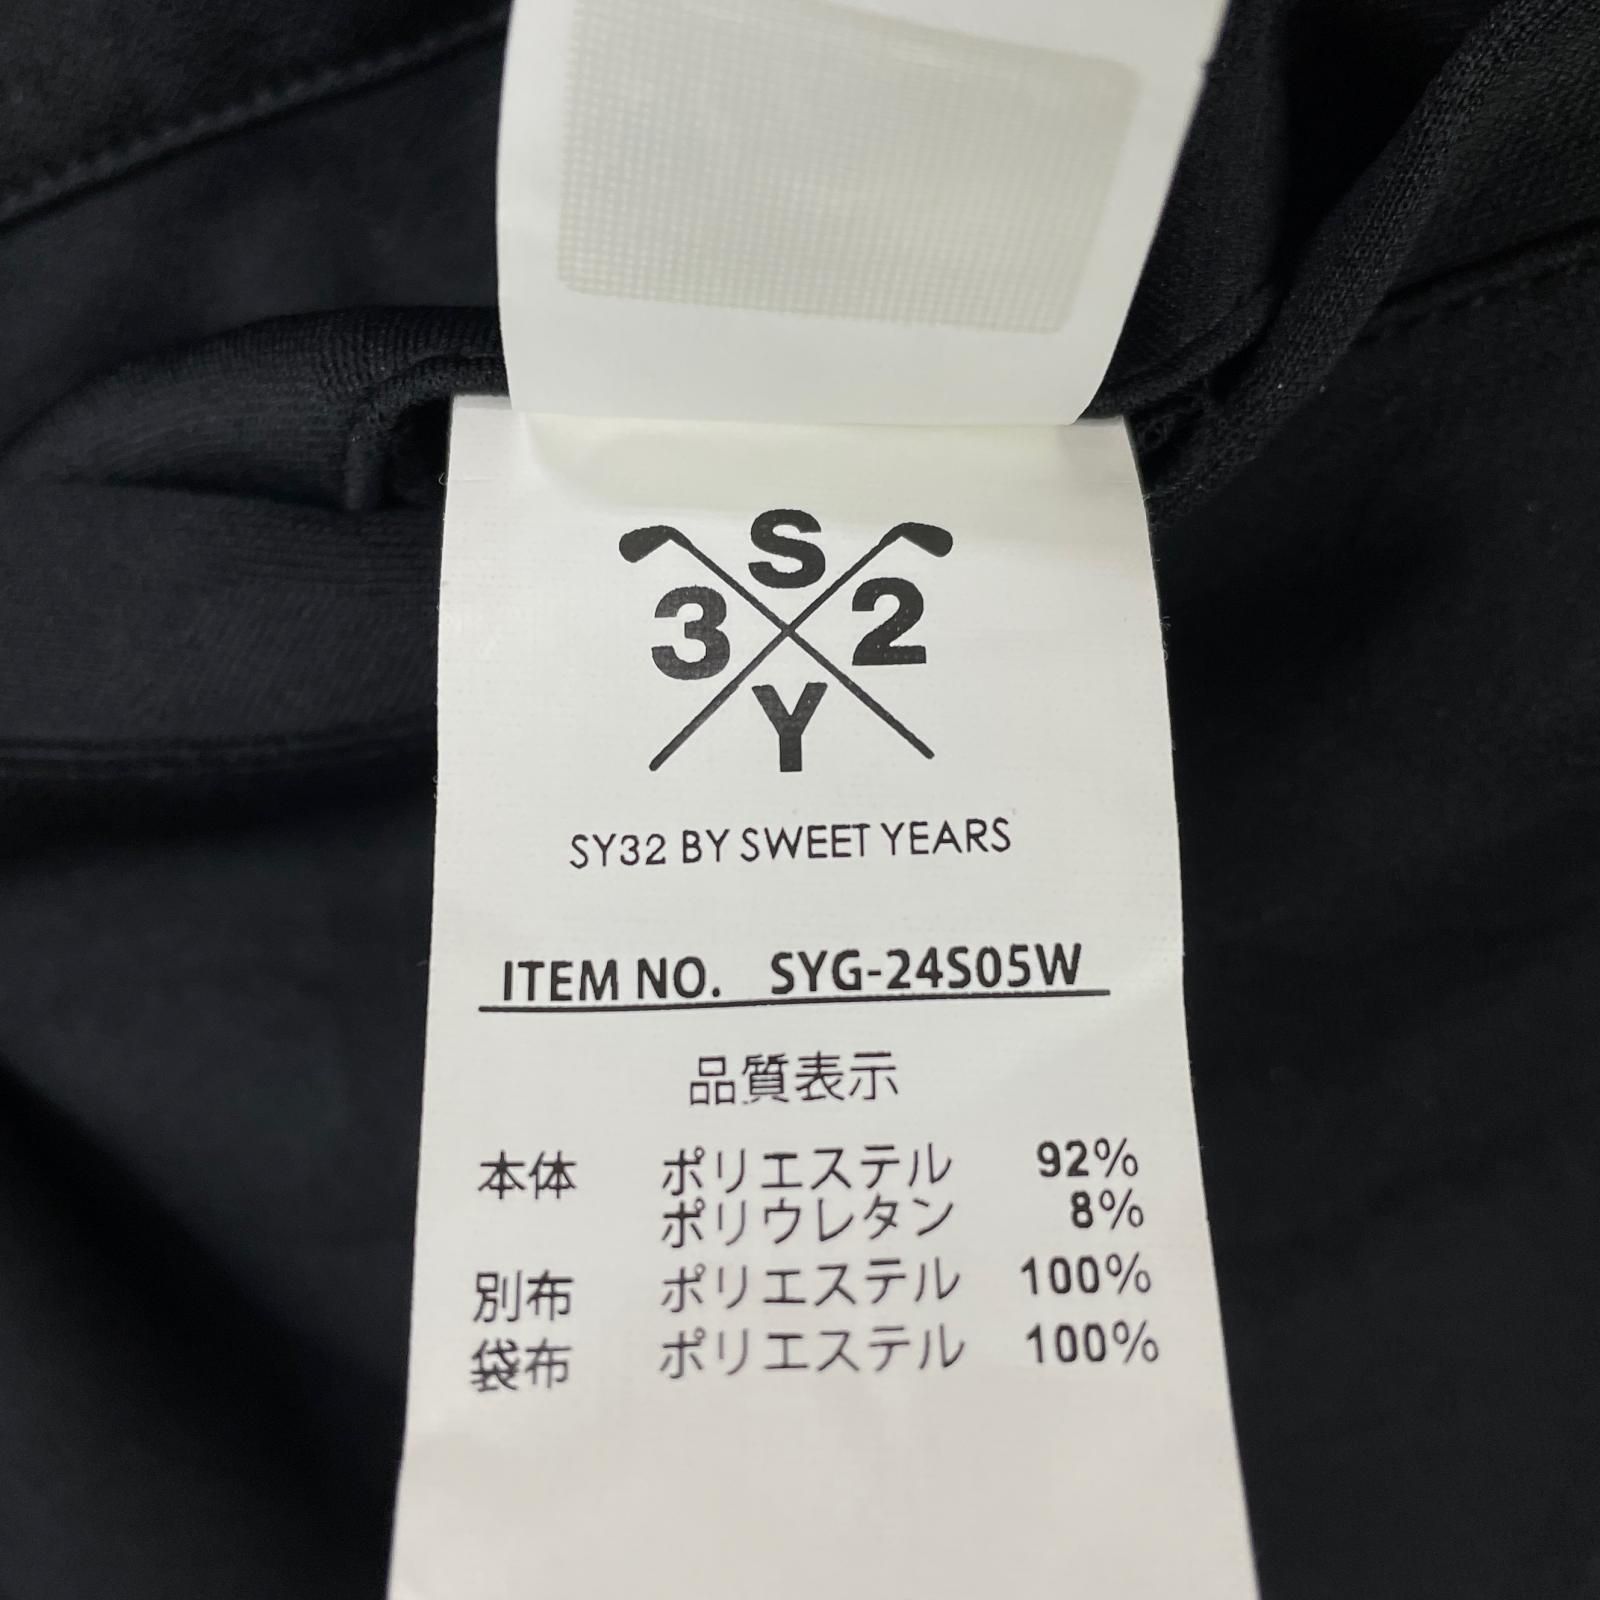 S
3 2
Y
SY32 BY SWEET YEARS
ITEM NO. SYG-24S05W
品質表示
本体 ポリエステル 92%
ポリウレタン 8%
別布 ポリエステル 100%
袋布 ポリエステル 100%